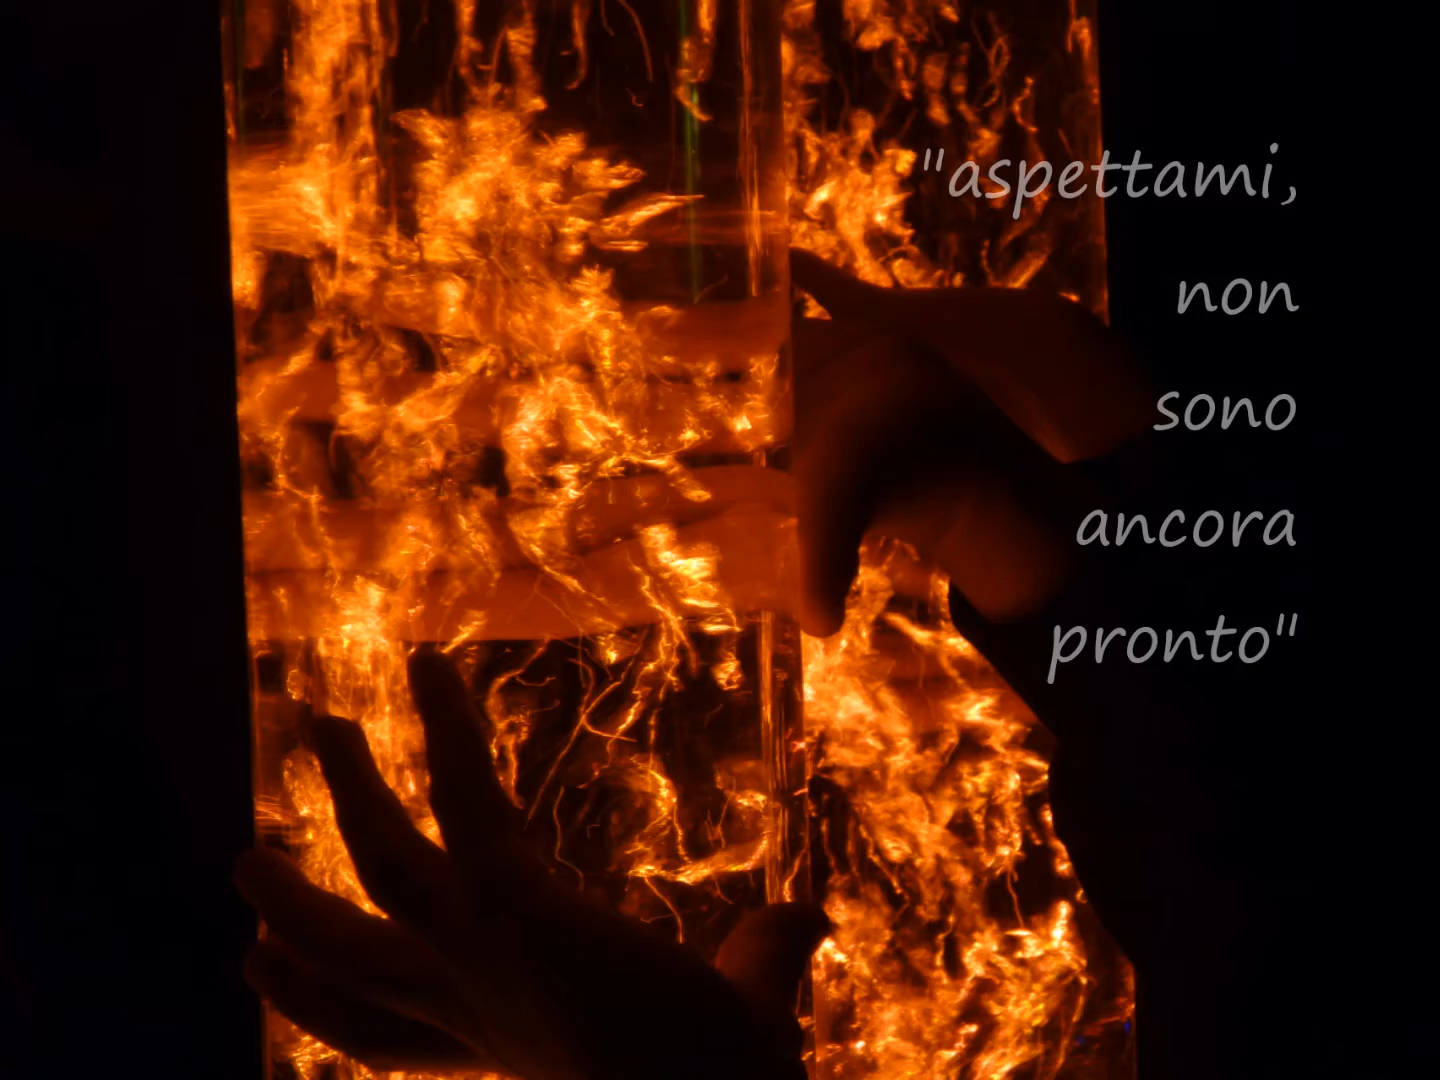 "aspettami,
non
sono
ancora
pronto"